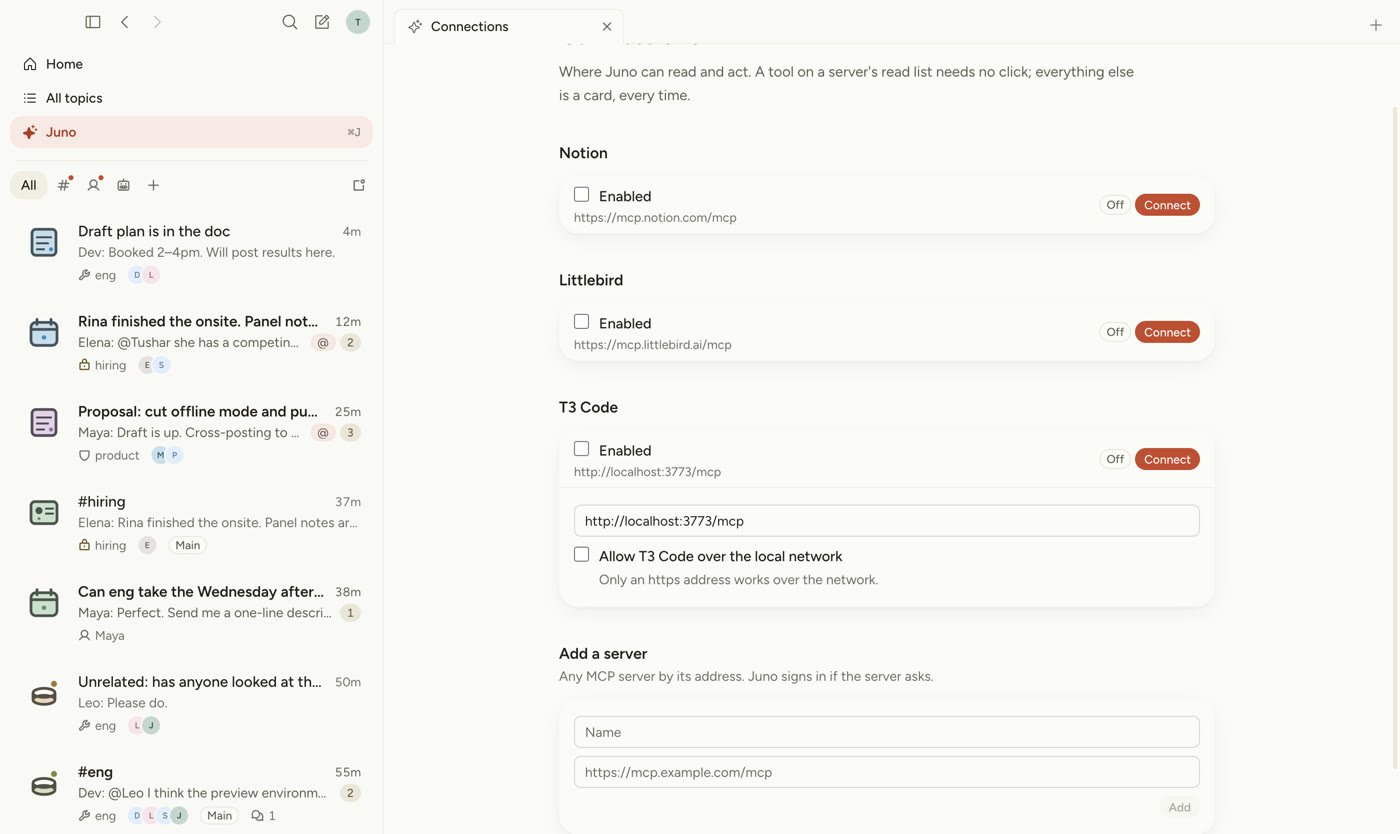 T
Connections
Home
All topics
Juno
⌘J
All
Draft plan is in the doc
4m
Dev: Booked 2–4pm. Will post results here.
eng
D
L
Rina finished the onsite. Panel not...
12m
Elena: @Tushar she has a competin...
@
2
hiring
E
S
Proposal: cut offline mode and pu...
25m
Maya: Draft is up. Cross-posting to ...
@
3
product
M
P
#hiring
37m
Elena: Rina finished the onsite. Panel notes ar...
hiring
E
Main
Can eng take the Wednesday after...
38m
Maya: Perfect. Send me a one-line descri...
1
Maya
Unrelated: has anyone looked at th...
50m
Leo: Please do.
eng
L
J
#eng
55m
Dev: @Leo I think the preview environm...
2
eng
D
L
S
J
Main
1
Where Juno can read and act. A tool on a server's read list needs no click; everything else
is a card, every time.
Notion
Enabled
https://mcp.notion.com/mcp
Off
Connect
Littlebird
Enabled
https://mcp.littlebird.ai/mcp
Off
Connect
T3 Code
Enabled
http://localhost:3773/mcp
Off
Connect
http://localhost:3773/mcp
Allow T3 Code over the local network
Only an https address works over the network.
Add a server
Any MCP server by its address. Juno signs in if the server asks.
Name
https://mcp.example.com/mcp
Add